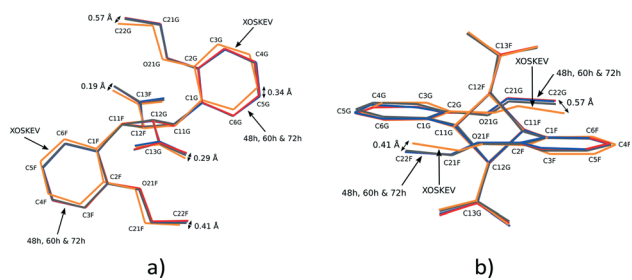 0.57 Å
C21G
C22G
C3G
XOSKEV
O21G
C2G
C4G
0.19 Å
C13F
0.34 Å
C1G
C5G
C11F
C12G
C6G
C12F
C11G
48h, 60h & 72h
XOSKEV
C6F
C1F
C13G
0.29 Å
C5F
C2F
O21F
C4F
C3F
C22F
C21F
0.41 Å
48h, 60h & 72h
a)
C13F
XOSKEV
C12F
C21G
48h, 60h & 72h
C22G
C3G
C4G
C2G
0.57 Å
C5G
O21G
C6G
C1G
C11G
C11F
O21F
C1F
C6F
0.41 Å
C4F
C22F
C21F
C2F
C3F
C5F
C12G
48h, 60h & 72h
XOSKEV
C13G
b)